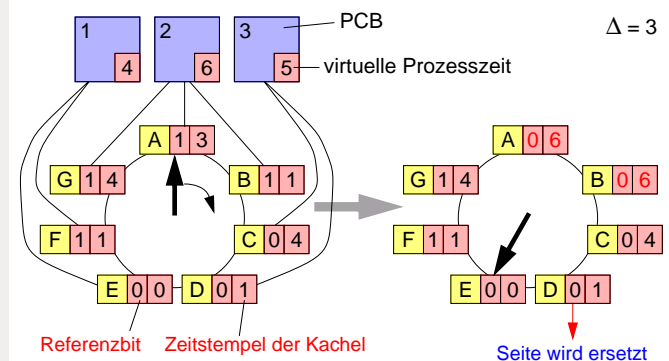 1 2 3 PCB Δ = 3
4 6 5 virtuelle Prozesszeit
A 1 3 A 0 6
G 1 4 B 1 1 G 1 4 B 0 6
F 1 1 C 0 4 F 1 1 C 0 4
E 0 0 D 0 1 E 0 0 D 0 1
Referenzbit Zeitstempel der Kachel Seite wird ersetzt